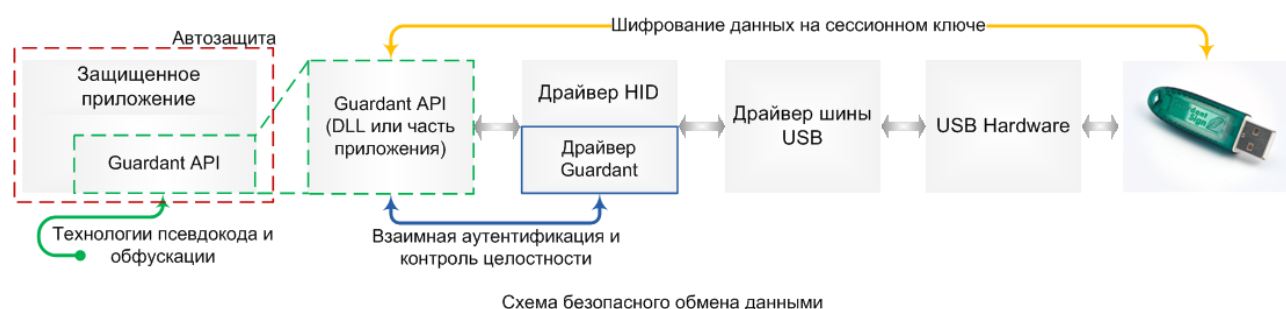 Шифрование данных на сессионном ключе
Автозащита
Защищенное
приложение
Guardant API
Guardant API
(DLL или часть
приложения)
Драйвер HID
Драйвер
Guardant
Драйвер шины
USB
USB Hardware
Технологии псевдокода и
обфускации
Взаимная аутентификация и
контроль целостности
Схема безопасного обмена данными